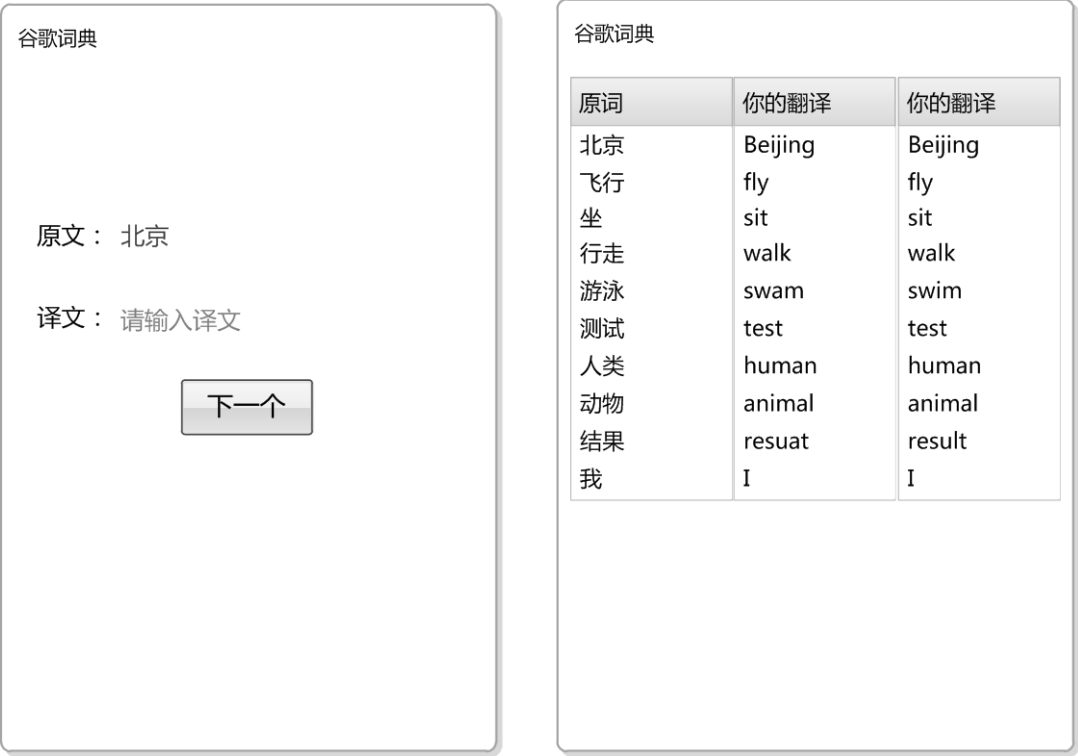 谷歌词典
原文： 北京
译文： 请输入译文
下一个
谷歌词典
原词 你的翻译 你的翻译
北京 Beijing Beijing
飞行 fly fly
坐 sit sit
行走 walk walk
游泳 swam swim
测试 test test
人类 human human
动物 animal animal
结果 resuat result
我 I I